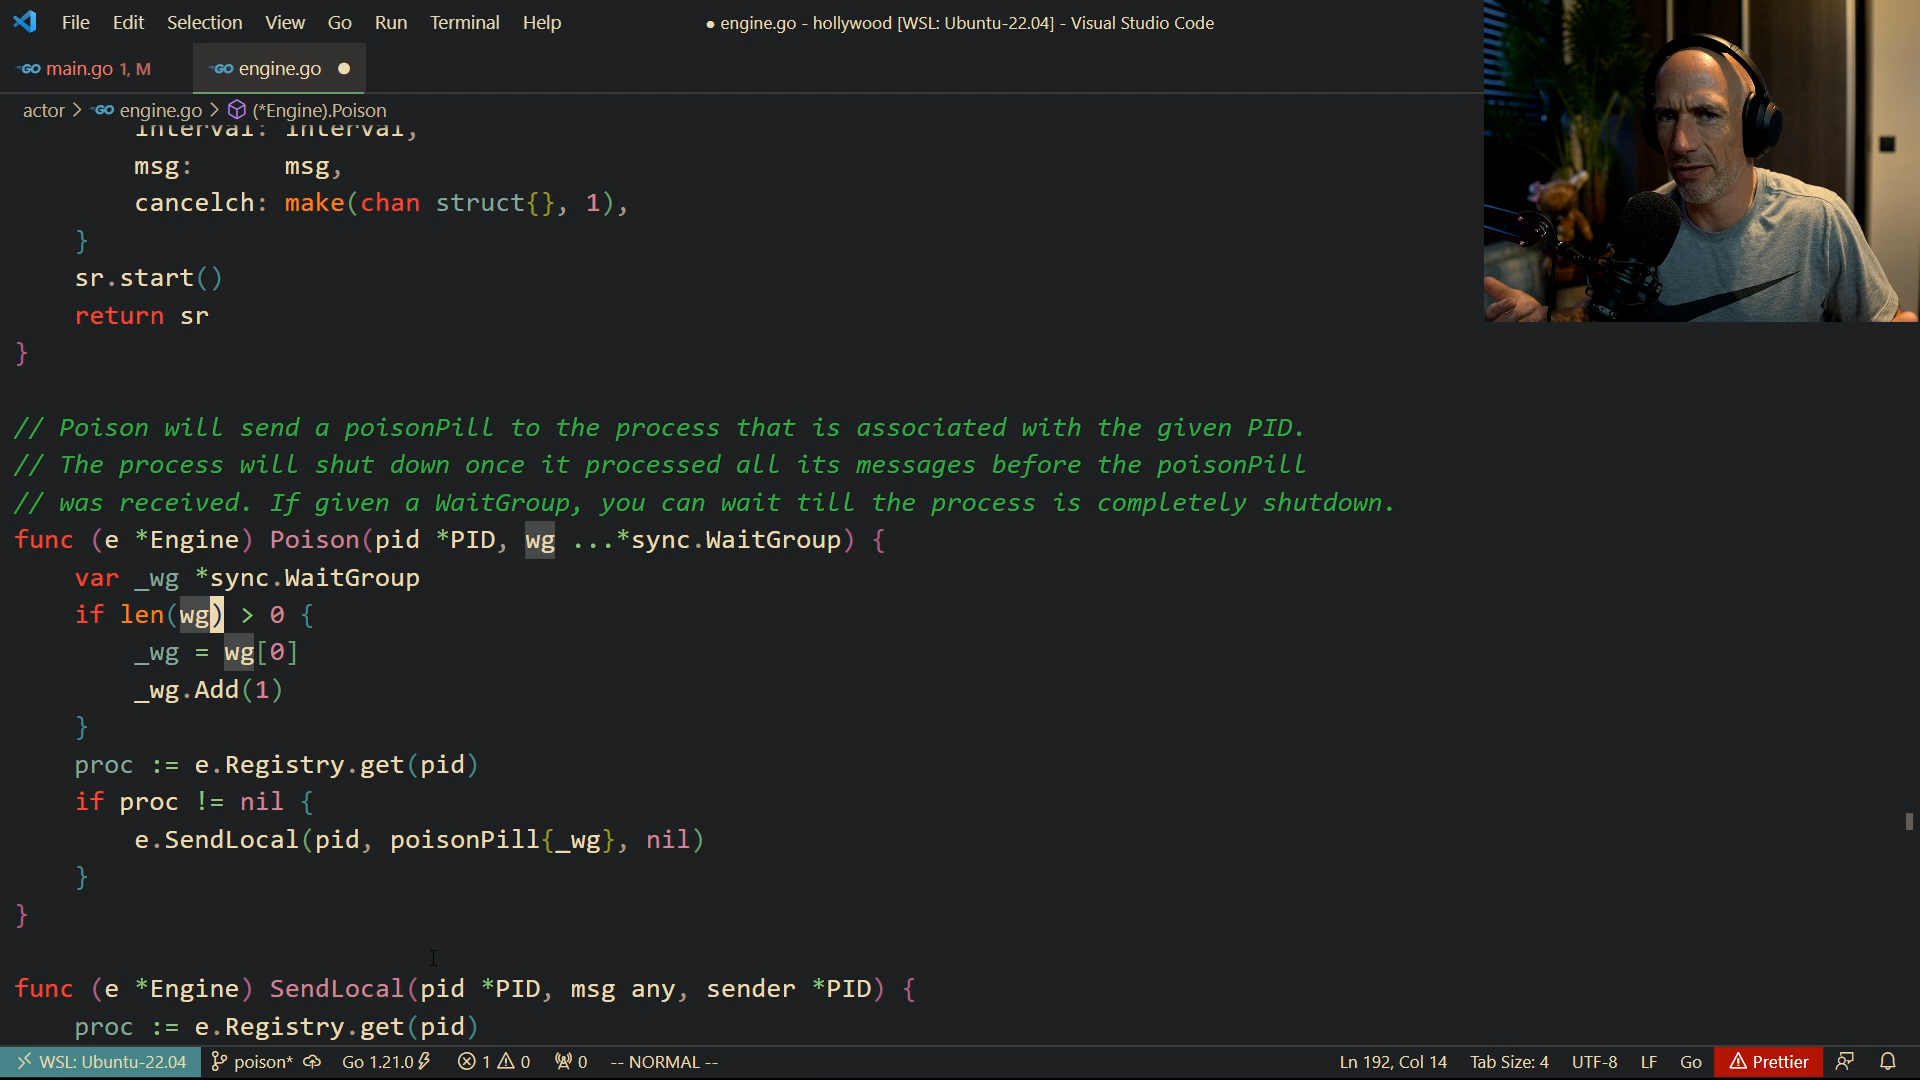 File Edit Selection View Go Run Terminal Help
● engine.go - hollywood [WSL: Ubuntu-22.04] - Visual Studio Code
GO main.go 1, M
GO engine.go ●
actor > GO engine.go > (*Engine).Poison
interval: interval,
msg: msg,
cancelch: make(chan struct{}, 1),
}
sr.start()
return sr
}
// Poison will send a poisonPill to the process that is associated with the given PID.
// The process will shut down once it processed all its messages before the poisonPill
// was received. If given a WaitGroup, you can wait till the process is completely shutdown.
func (e *Engine) Poison(pid *PID, wg ...*sync.WaitGroup) {
var _wg *sync.WaitGroup
if len(wg) > 0 {
_wg = wg[0]
_wg.Add(1)
}
proc := e.Registry.get(pid)
if proc != nil {
e.SendLocal(pid, poisonPill{_wg}, nil)
}
}
func (e *Engine) SendLocal(pid *PID, msg any, sender *PID) {
proc := e.Registry.get(pid)
WSL: Ubuntu-22.04 poison* Go 1.21.0 1 0 0 -- NORMAL -- Ln 192, Col 14 Tab Size: 4 UTF-8 LF Go Prettier